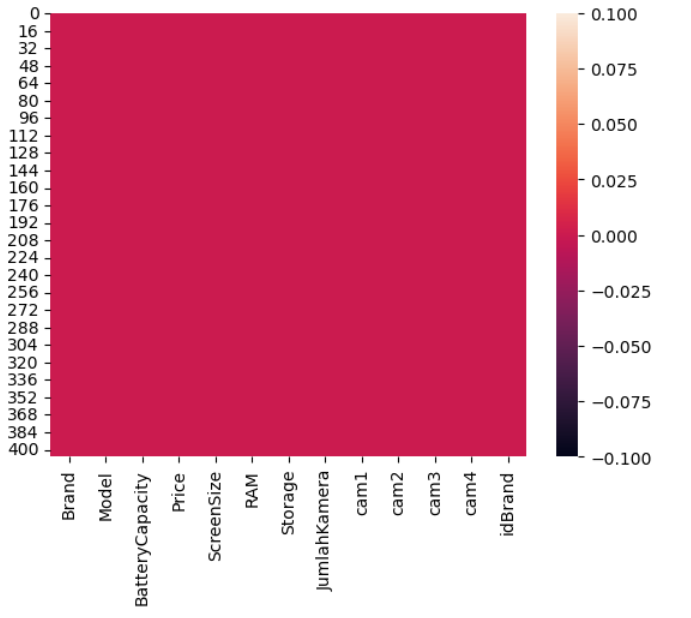 0
16
32
48
64
80
96
112
128
144
160
176
192
208
224
240
256
272
288
304
320
336
352
368
384
400
Brand
Model
BatteryCapacity
Price
ScreenSize
RAM
Storage
JumlahKamera
cam1
cam2
cam3
cam4
idBrand
0.100
0.075
0.050
0.025
0.000
−0.025
−0.050
−0.075
−0.100